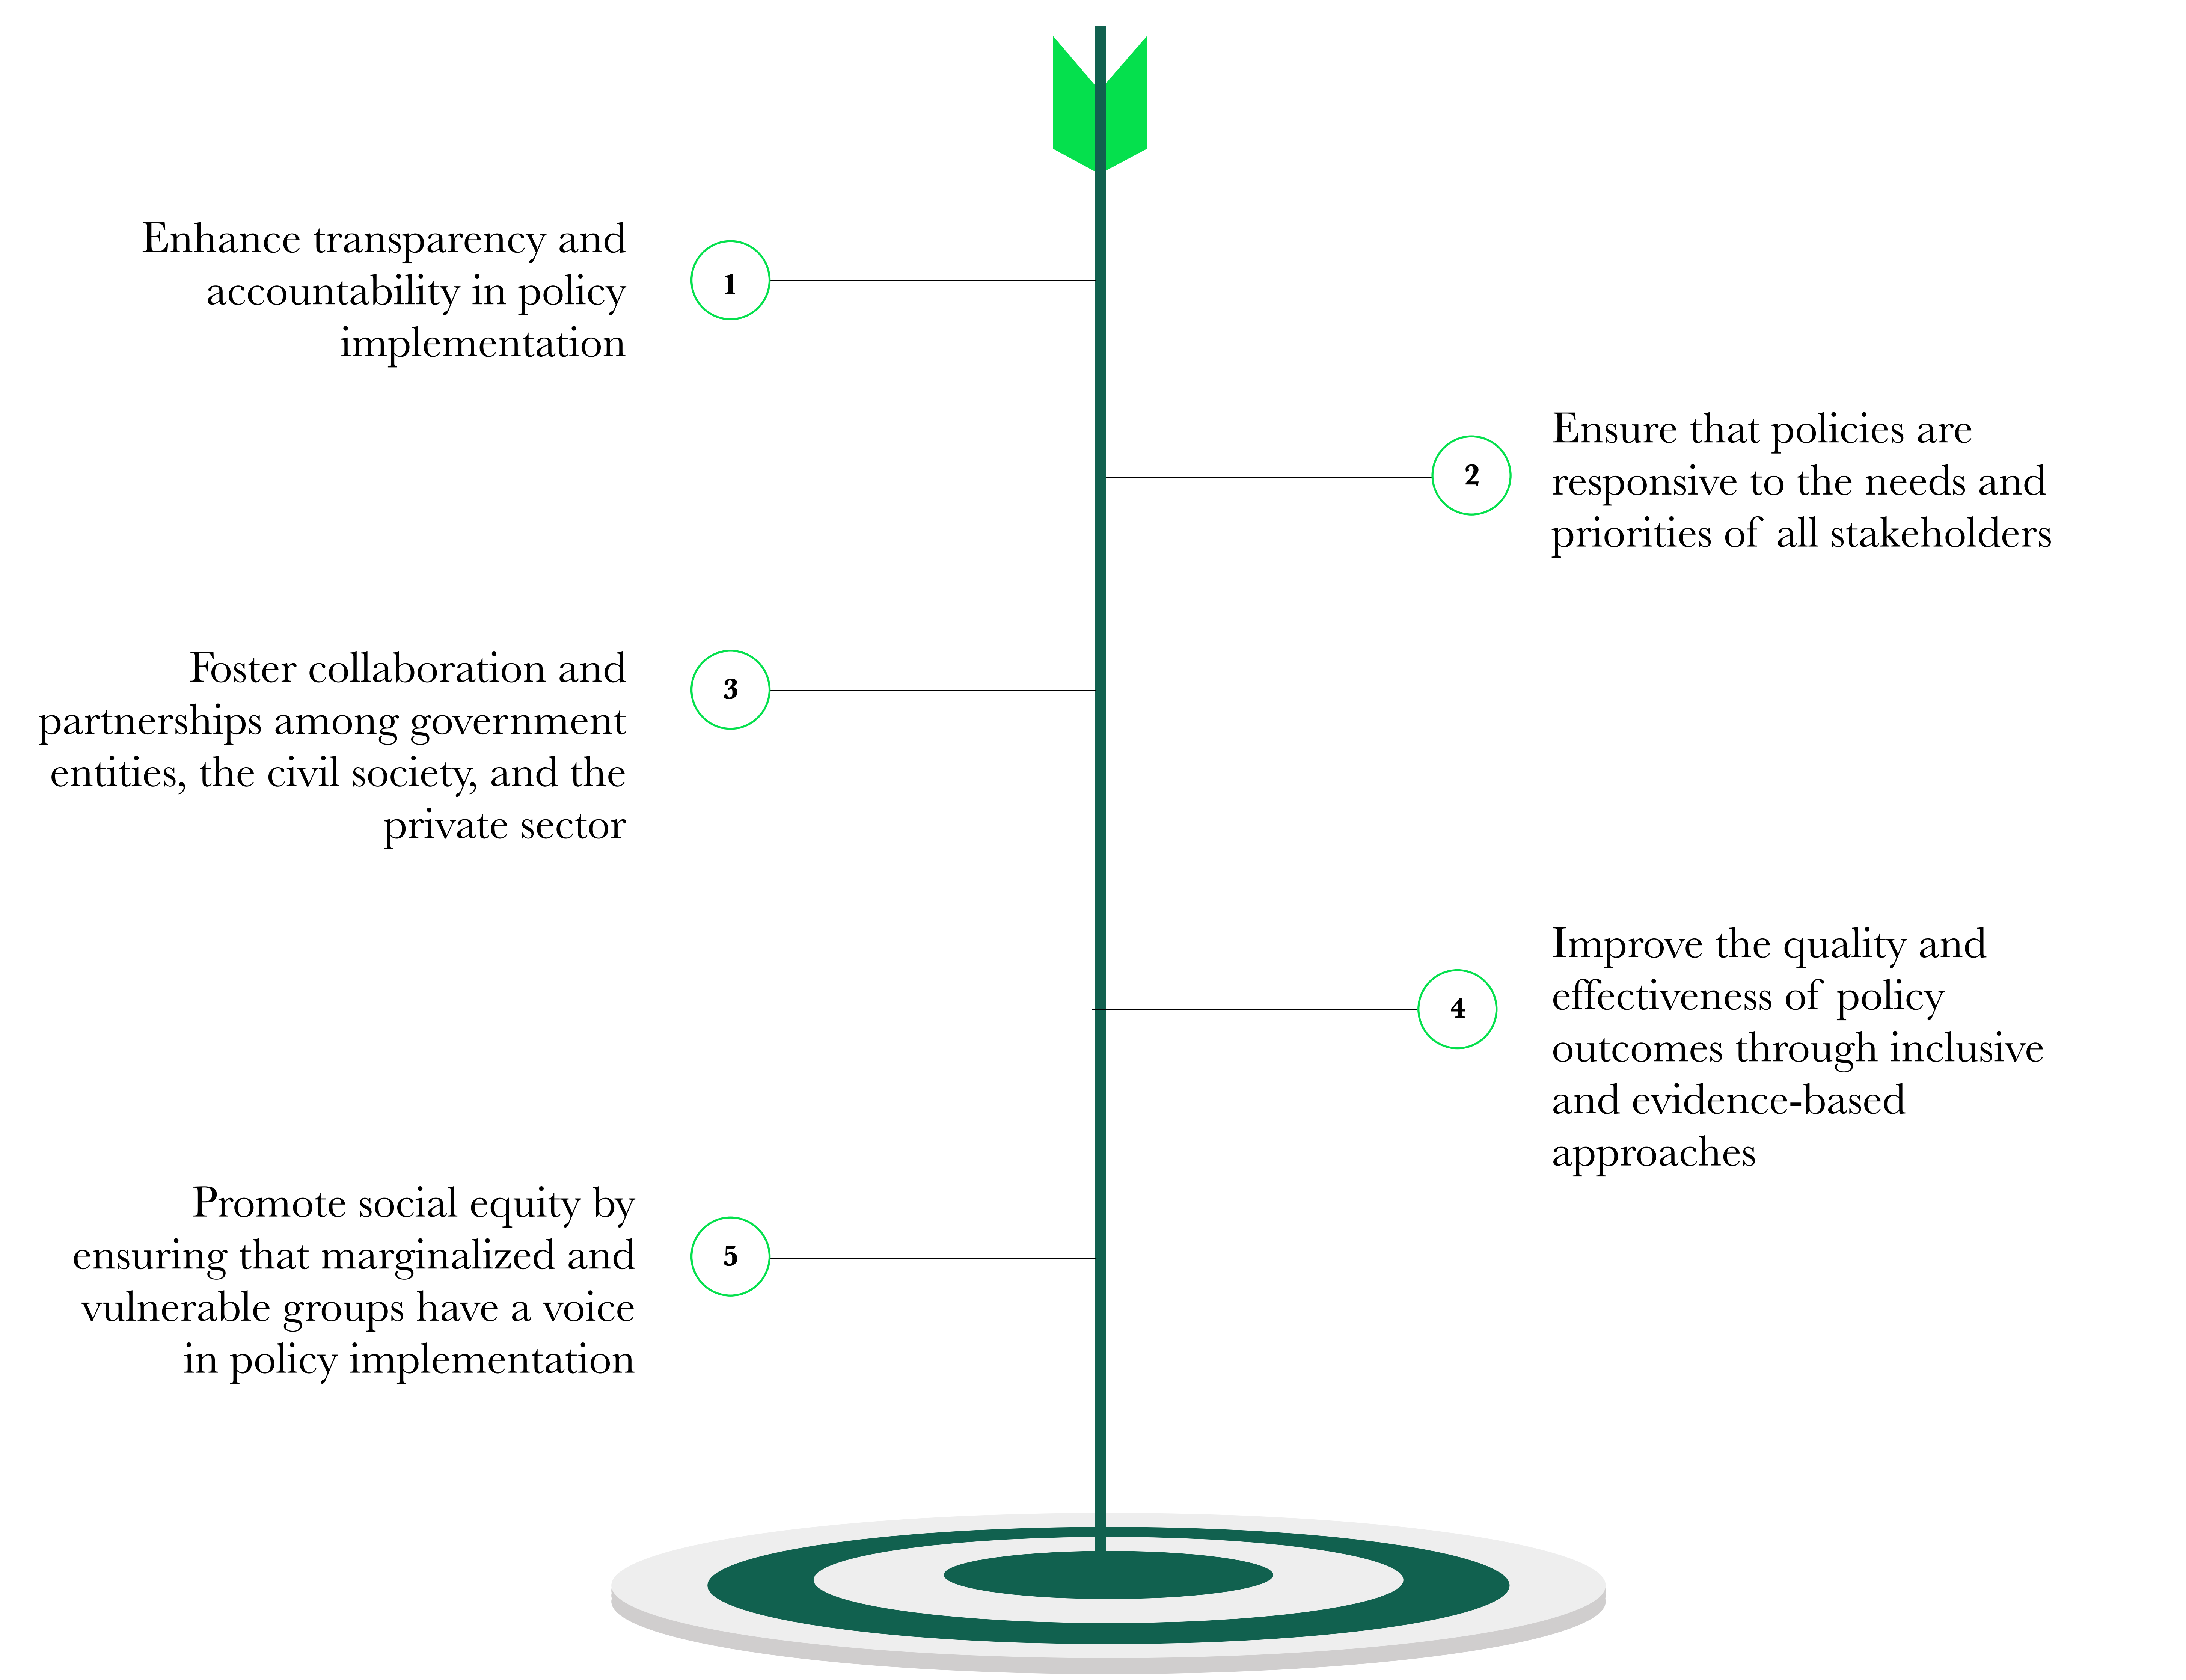 Enhance transparency and
accountability in policy
implementation
1
2
Ensure that policies are
responsive to the needs and
priorities of all stakeholders
Foster collaboration and
partnerships among government
entities, the civil society, and the
private sector
3
4
Improve the quality and
effectiveness of policy
outcomes through inclusive
and evidence-based
approaches
Promote social equity by
ensuring that marginalized and
vulnerable groups have a voice
in policy implementation
5